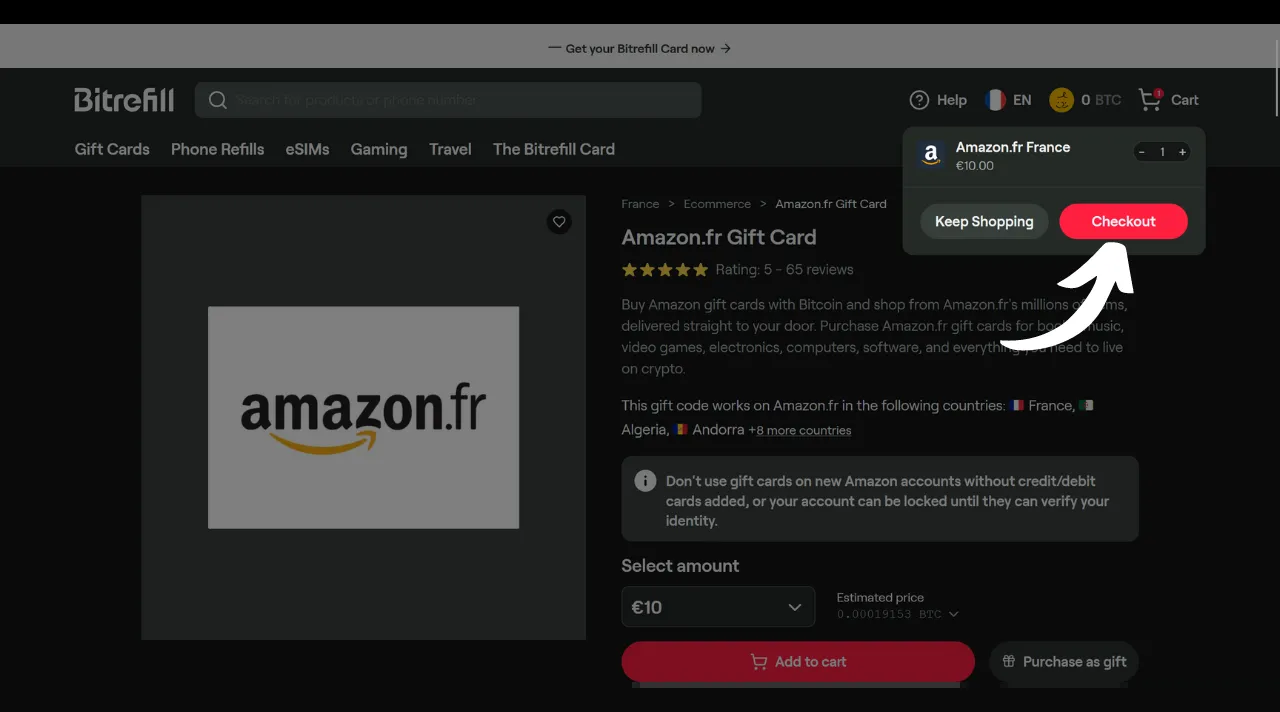 Get your Bitrefill Card now →
Bitrefill
Search for products or phone number
Help
EN
0 BTC
1
Cart
Gift Cards
Phone Refills
eSIMs
Gaming
Travel
The Bitrefill Card
a
Amazon.fr France
€10.00
- 1 +
Keep Shopping
Checkout
France > Ecommerce > Amazon.fr Gift Card
Amazon.fr Gift Card
Rating: 5 - 65 reviews
Buy Amazon gift cards with Bitcoin and shop from Amazon.fr's millions of items,
delivered straight to your door. Purchase Amazon.fr gift cards for books, music,
video games, electronics, computers, software, and everything you need to live
on crypto.
This gift code works on Amazon.fr in the following countries: France,
Algeria, Andorra +8 more countries
Don't use gift cards on new Amazon accounts without credit/debit
cards added, or your account can be locked until they can verify your
identity.
Select amount
€10
Estimated price
0.00019153 BTC
Add to cart
Purchase as gift
amazon.fr